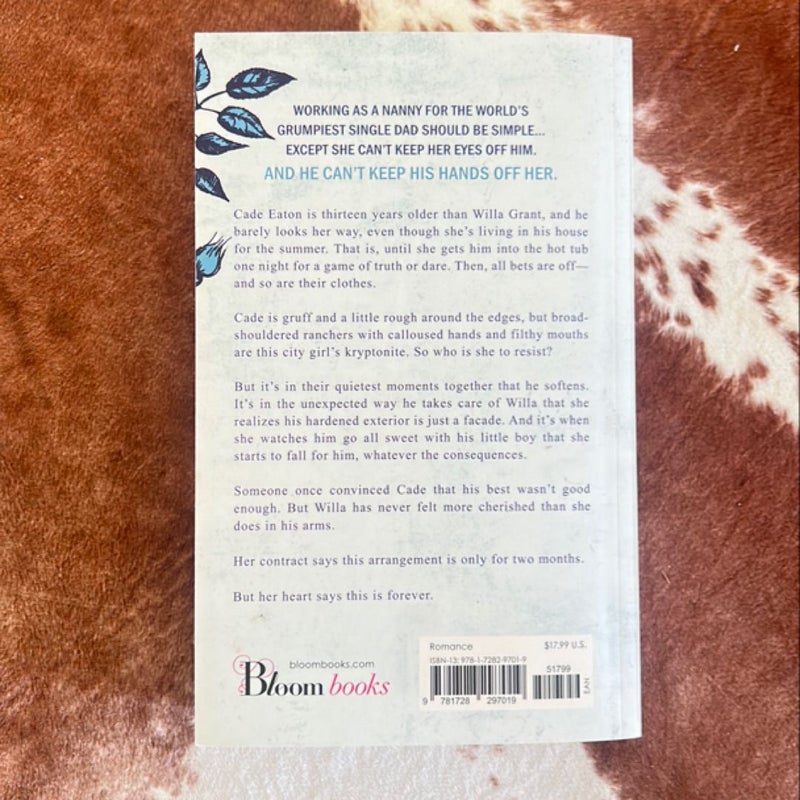 WORKING AS A NANNY FOR THE WORLD'S
GRUMPIEST SINGLE DAD SHOULD BE SIMPLE...
EXCEPT SHE CAN'T KEEP HER EYES OFF HIM.
AND HE CAN'T KEEP HIS HANDS OFF HER.
Cade Eaton is thirteen years older than Willa Grant, and he
barely looks her way, even though she's living in his house
for the summer. That is, until she gets him into the hot tub
one night for a game of truth or dare. Then, all bets are off—
and so are their clothes.
Cade is gruff and a little rough around the edges, but broad-
shouldered ranchers with calloused hands and filthy mouths
are this city girl's kryptonite. So who is she to resist?
But it's in their quietest moments together that he softens.
It's in the unexpected way he takes care of Willa that she
realizes his hardened exterior is just a facade. And it's when
she watches him go all sweet with his little boy that she
starts to fall for him, whatever the consequences.
Someone once convinced Cade that his best wasn't good
enough. But Willa has never felt more cherished than she
does in his arms.
Her contract says this arrangement is only for two months.
But her heart says this is forever.
bloombooks.com
Bloom books
Romance $17.99 U.S.
ISBN-13: 978-1-7282-9701-9
51799
9 781728 297019
EAN